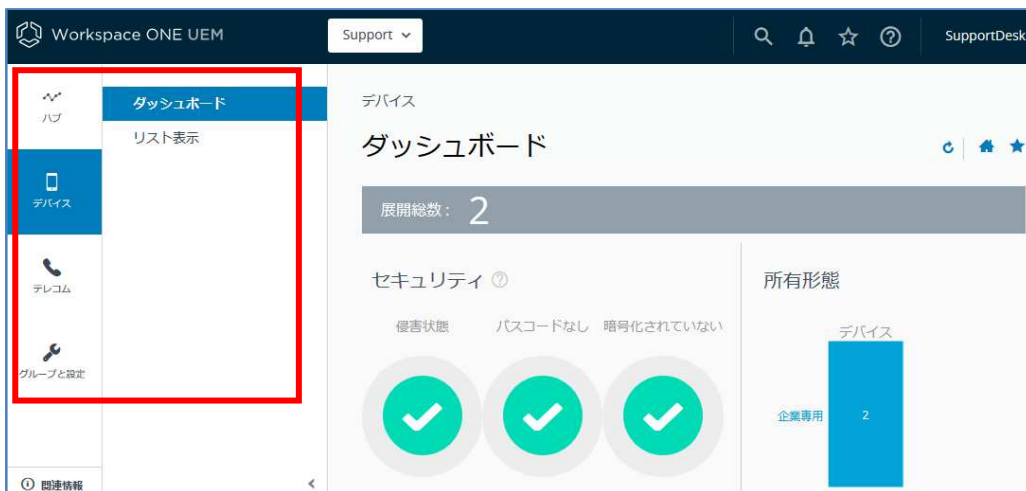 Workspace ONE UEM
Support
SupportDesk
ハブ
デバイス
テレコム
グループと設定
関連情報
ダッシュボード
リスト表示
デバイス
ダッシュボード
展開総数： 2
セキュリティ
侵害状態
パスコードなし
暗号化されていない
所有形態
デバイス
企業専用
2